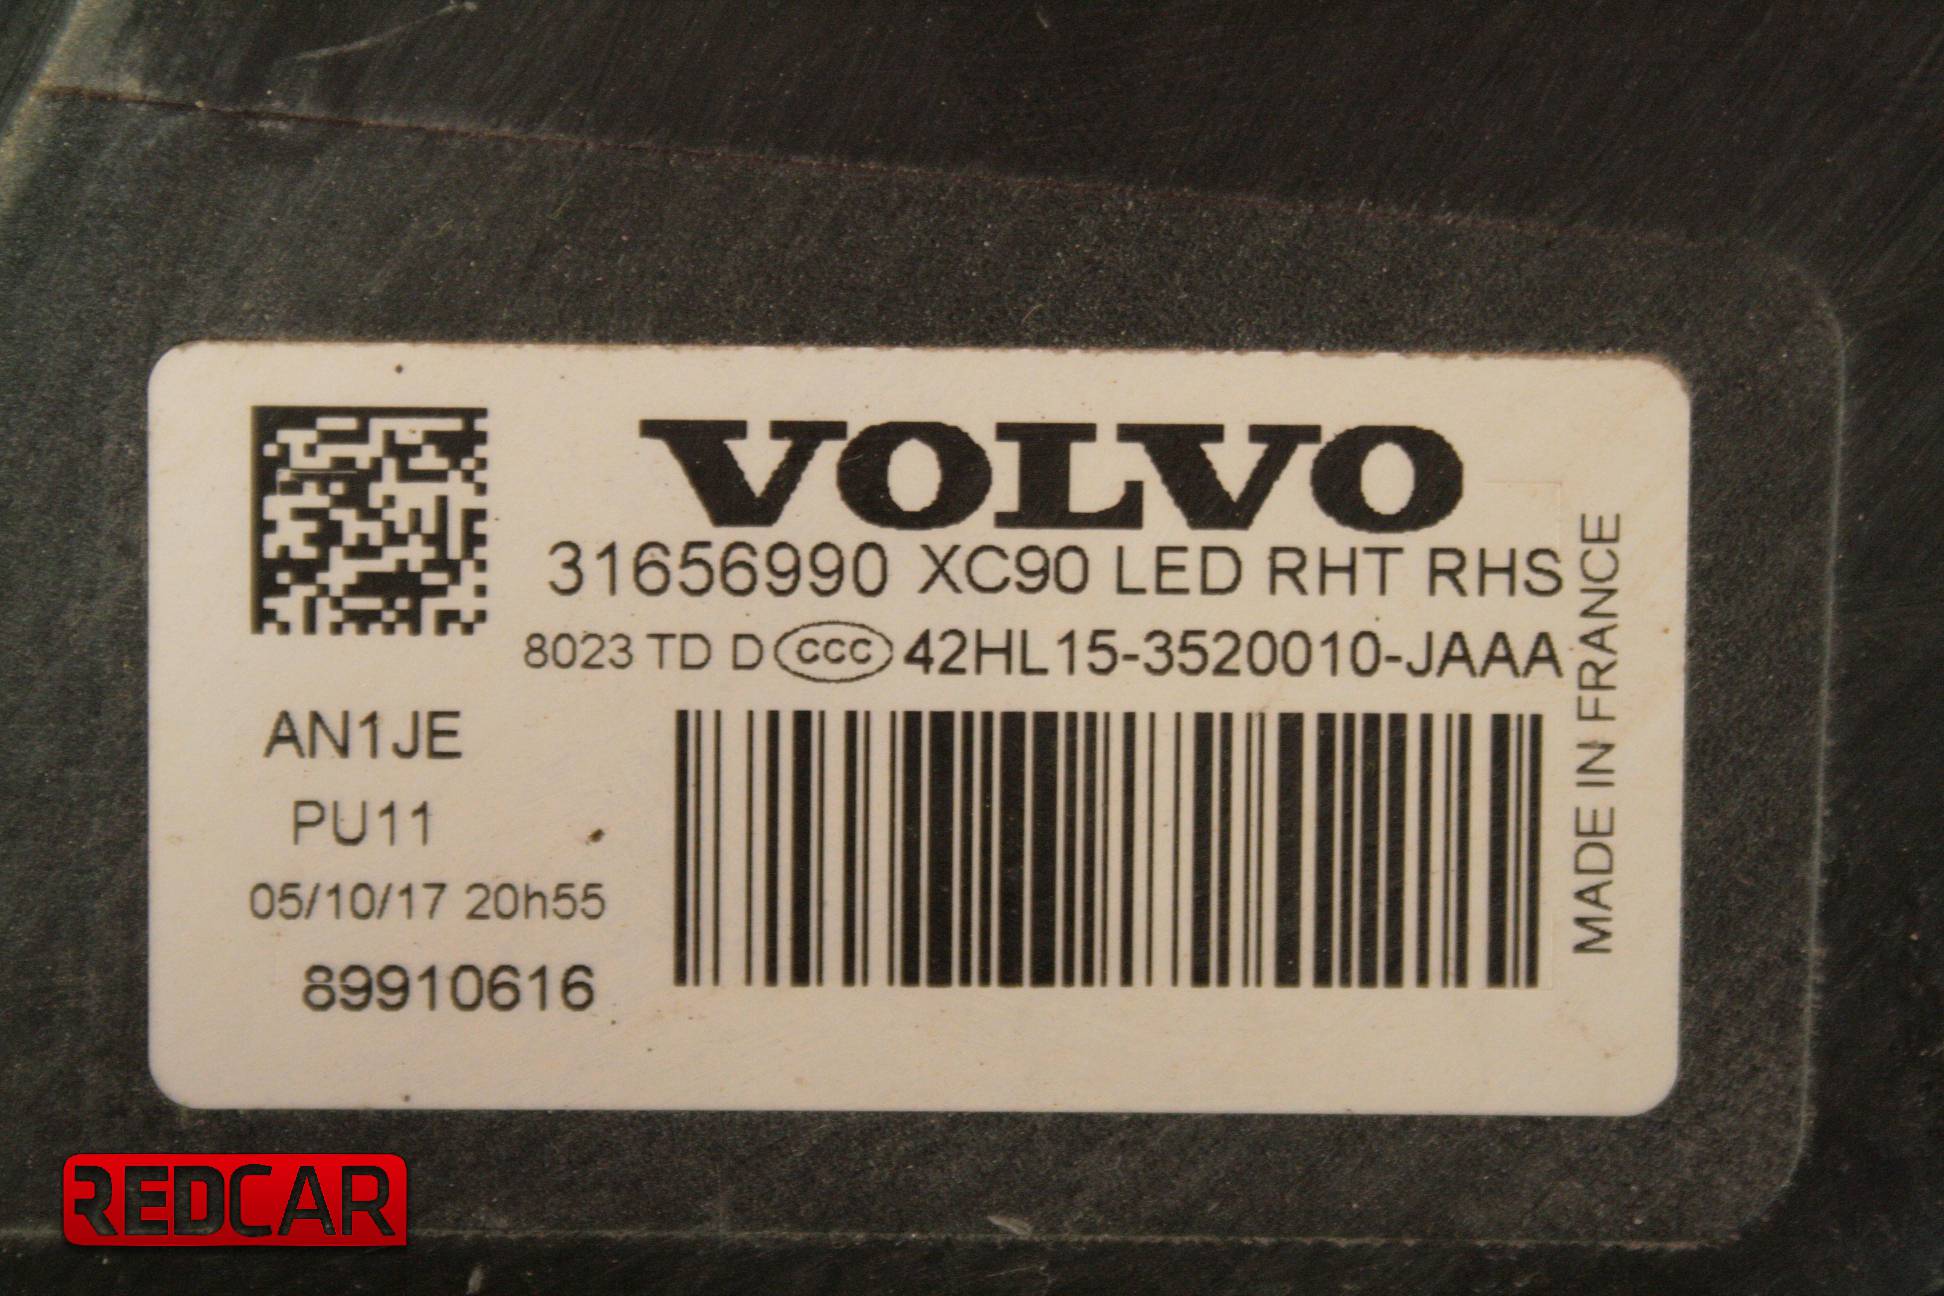 VOLVO
31656990 XC90 LED RHT RHS
8023 TD D CCC 42HL15-3520010-JAAA
MADE IN FRANCE
AN1JE
PU11
05/10/17 20h55
89910616
REDCAR